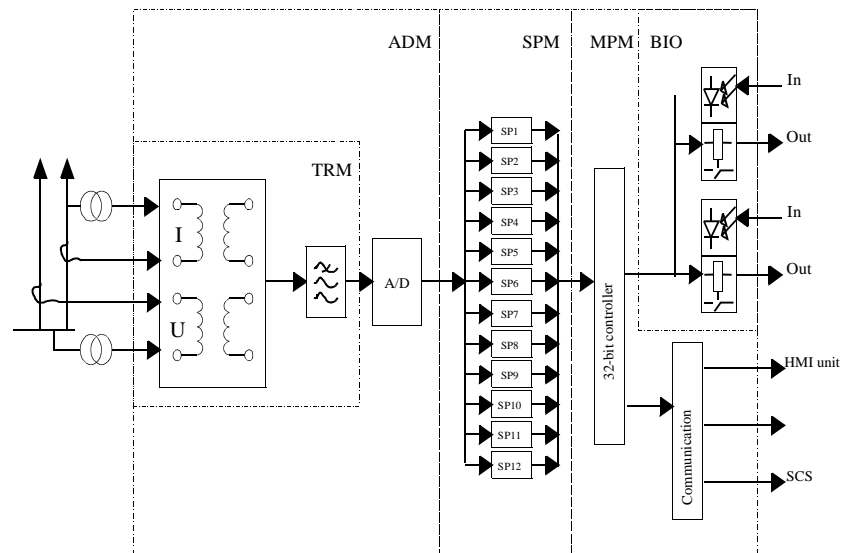 ADM
SPM
MPM
BIO
TRM
I
U
A/D
SP1
SP2
SP3
SP4
SP5
SP6
SP7
SP8
SP9
SP10
SP11
SP12
32-bit controller
In
Out
In
Out
Communication
HMI unit
SCS